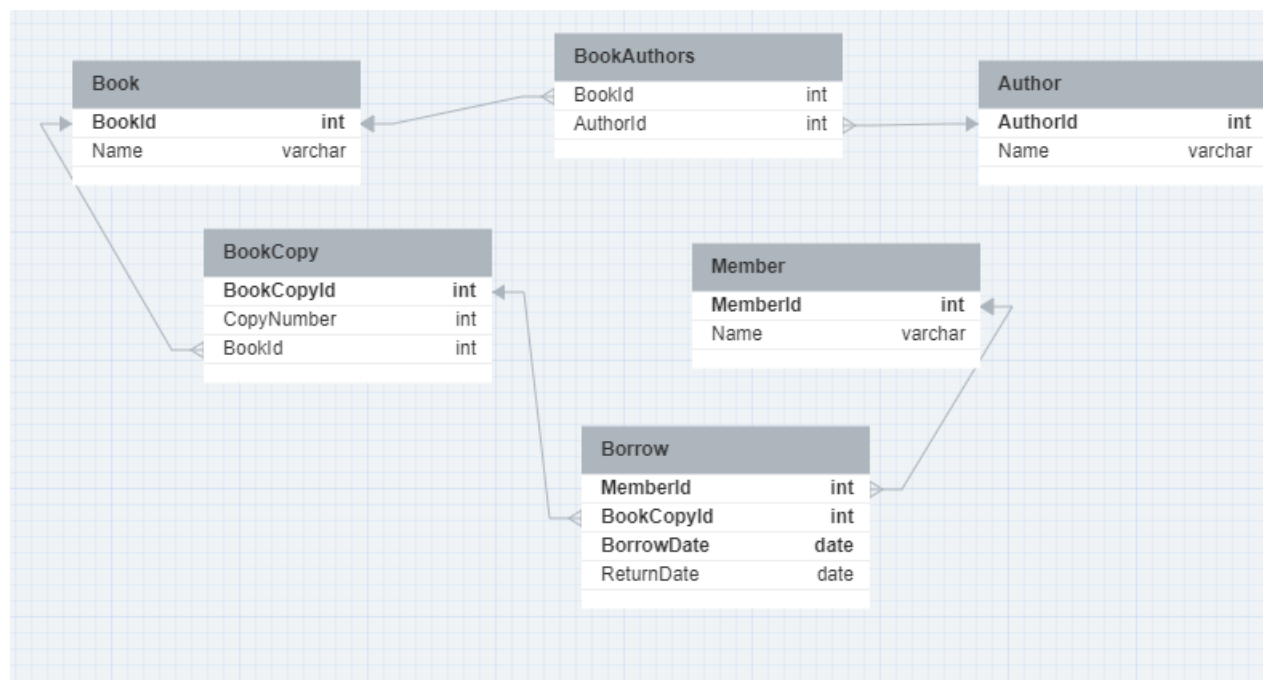 Book
BookId int
Name varchar
BookAuthors
BookId int
AuthorId int
Author
AuthorId int
Name varchar
BookCopy
BookCopyId int
CopyNumber int
BookId int
Member
MemberId int
Name varchar
Borrow
MemberId int
BookCopyId int
BorrowDate date
ReturnDate date